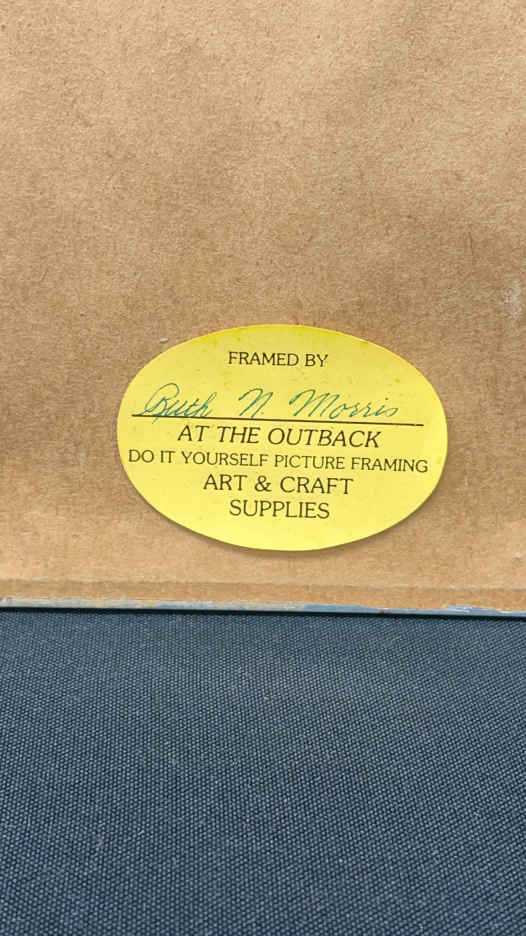 FRAMED BY
Ruth N. Morris
AT THE OUTBACK
DO IT YOURSELF PICTURE FRAMING
ART & CRAFT
SUPPLIES